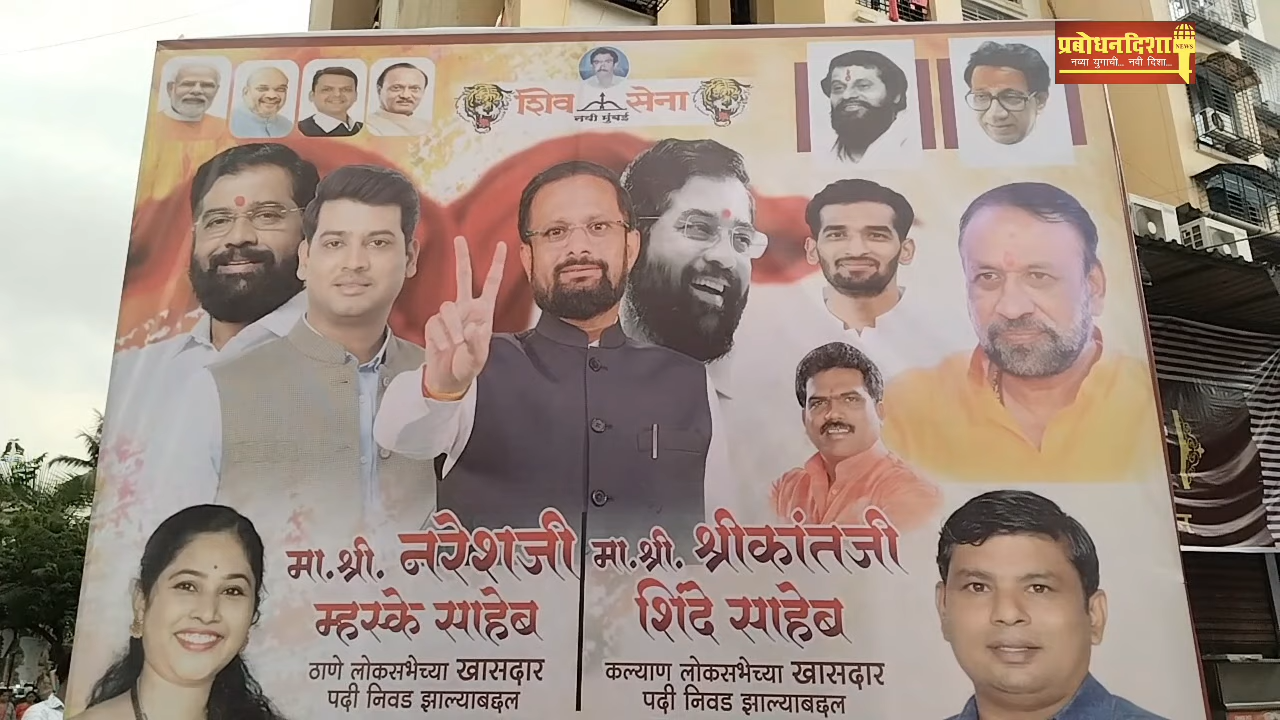 प्रबोधनदिशा
NEWS
नव्या युगाची... नवी दिशा...
शिव सेना
नवी मुंबई
मा.श्री. नरेशजी
म्हस्के साहेब
ठाणे लोकसभेच्या खासदार
पदी निवड झाल्याबद्दल
मा.श्री. श्रीकांतजी
शिंदे साहेब
कल्याण लोकसभेच्या खासदार
पदी निवड झाल्याबद्दल